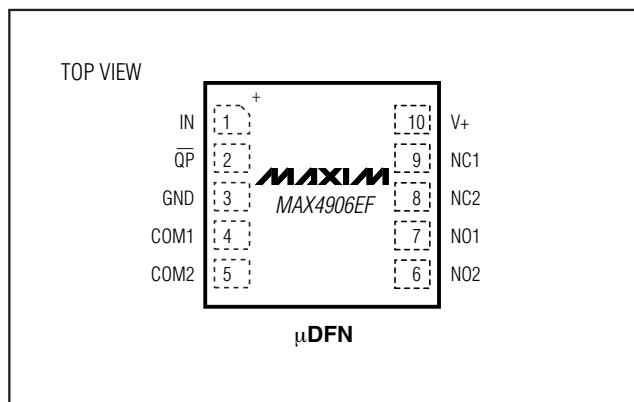 TOP VIEW
+
IN 1 10 V+
Q̅P̅ 2 9 NC1
MAXIM
GND 3 8 NC2
MAX4906EF
COM1 4 7 NO1
COM2 5 6 NO2
µDFN